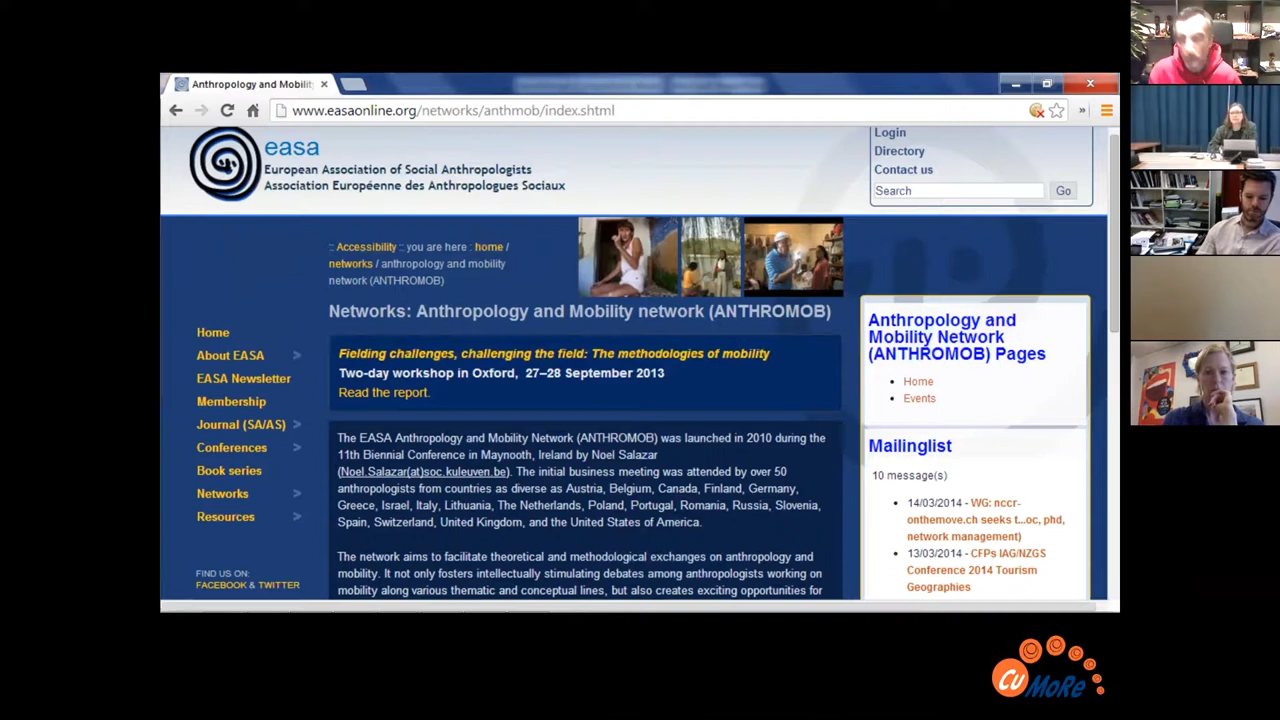 Anthropology and Mobilit
www.easaonline.org/networks/anthmob/index.shtml
easa
European Association of Social Anthropologists
Association Européenne des Anthropologues Sociaux
Login
Directory
Contact us
Search
Go
:: Accessibility :: you are here : home /
networks / anthropology and mobility
network (ANTHROMOB)
Networks: Anthropology and Mobility network (ANTHROMOB)
Home
About EASA
EASA Newsletter
Membership
Journal (SA/AS)
Conferences
Book series
Networks
Resources
FIND US ON:
FACEBOOK & TWITTER
Fielding challenges, challenging the field: The methodologies of mobility
Two-day workshop in Oxford, 27–28 September 2013
Read the report.
The EASA Anthropology and Mobility Network (ANTHROMOB) was launched in 2010 during the
11th Biennial Conference in Maynooth, Ireland by Noel Salazar
(Noel.Salazar(at)soc.kuleuven.be). The initial business meeting was attended by over 50
anthropologists from countries as diverse as Austria, Belgium, Canada, Finland, Germany,
Greece, Israel, Italy, Lithuania, The Netherlands, Poland, Portugal, Romania, Russia, Slovenia,
Spain, Switzerland, United Kingdom, and the United States of America.
The network aims to facilitate theoretical and methodological exchanges on anthropology and
mobility. It not only fosters intellectually stimulating debates among anthropologists working on
mobility along various thematic and conceptual lines, but also creates exciting opportunities for
Anthropology and
Mobility Network
(ANTHROMOB) Pages
Home
Events
Mailinglist
10 message(s)
14/03/2014 - WG: nccr-
onthemove.ch seeks t...oc, phd,
network management)
13/03/2014 - CFPs IAG/NZGS
Conference 2014 Tourism
Geographies
CuMoRe